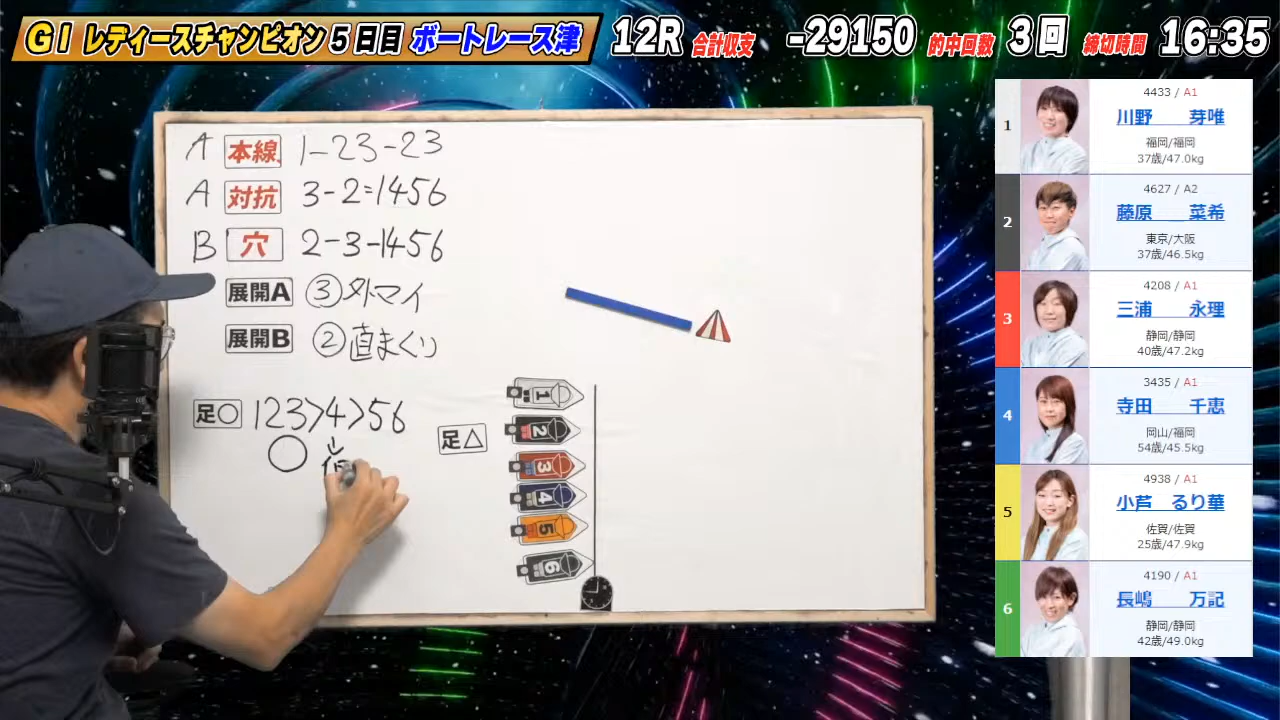 GI レディースチャンピオン 5日目 ボートレース津
12R 合計収支 -29150 的中回数 3回 締切時間 16:35
A 本線 1-23-23
A 対抗 3-2=1456
B 穴 2-3-1456
展開A ③外マイ
展開B ②直まくり
足○ 123>4>56
足△
1
2
3
4
5
6
1
4433 / A1
川野 芽唯
福岡/福岡
37歳/47.0kg
2
4627 / A2
藤原 菜希
東京/大阪
37歳/46.5kg
3
4208 / A1
三浦 永理
静岡/静岡
40歳/47.2kg
4
3435 / A1
寺田 千恵
岡山/福岡
54歳/45.5kg
5
4938 / A1
小芦 るり華
佐賀/佐賀
25歳/47.9kg
6
4190 / A1
長嶋 万記
静岡/静岡
42歳/49.0kg